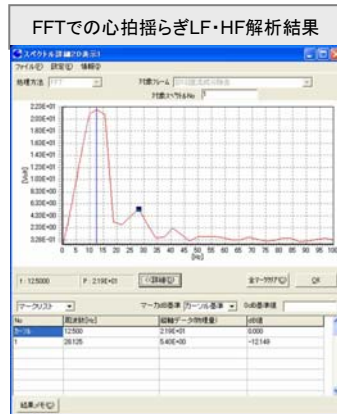 FFTでの心拍揺らぎLF・HF解析結果
スペクトル詳細2D表示1
ファイル(F) 設定(S) 情報(I)
処理方法 FFT 対象フレーム
対象スペクトルNo 1
2.20E+01
2.00E+01
1.80E+01
1.60E+01
1.40E+01
1.20E+01
1.00E+01
8.00E+00
6.00E+00
4.00E+00
2.00E+00
3.28E-01
[Volt]
0 5 10 15 20 25 30 35 40 45 50 55 60 65 70 75 80 85 90 95 100
[Hz]
f : 12.5000 P : 2.19E+01 <<詳細(D) 全マーククリア(C) OK
マークリスト マークdB基準 カーソル基準 0dB基準値
No 周波数[Hz] 縦軸データ(物理量) dB値
カーソル 12.500 2.19E+01 0.000
1 28.125 5.40E+00 -12.149
結果メモ(C)